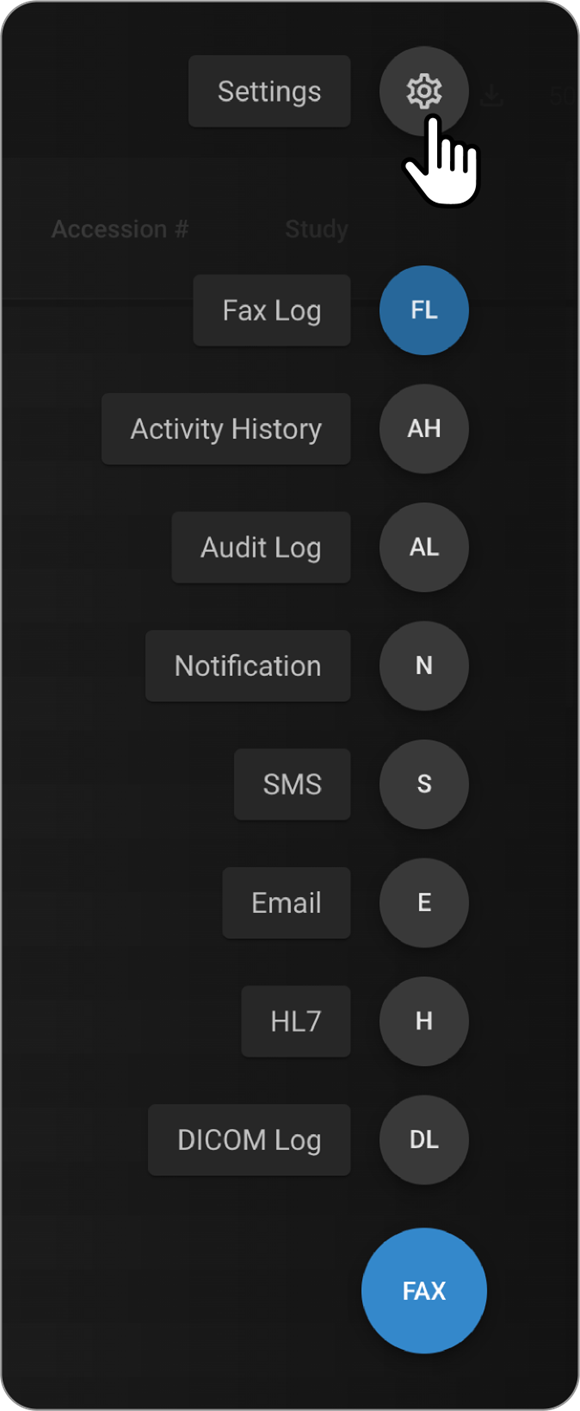 Settings
50
Accession # Study
Fax Log FL
Activity History AH
Audit Log AL
Notification N
SMS S
Email E
HL7 H
DICOM Log DL
FAX